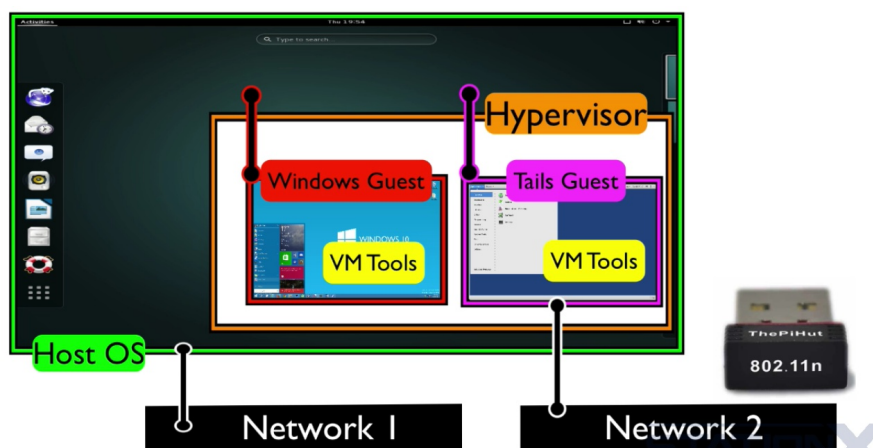 Activities
Thu 19:54
Type to search...
Hypervisor
Windows Guest
Tails Guest
WINDOWS 10
VM Tools
VM Tools
ThePiHut
802.11n
Host OS
Network 1
Network 2